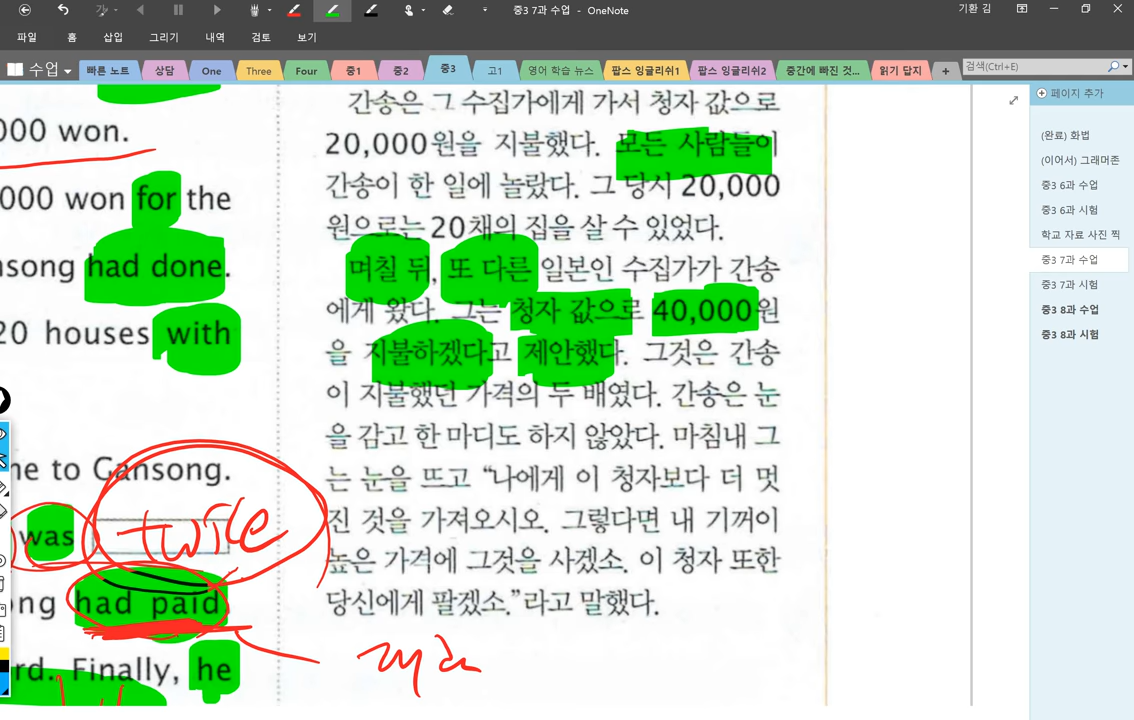 중3 7과 수업 - OneNote
기환 김
파일 홈 삽입 그리기 내역 검토 보기
수업 빠른 노트 상담 One Three Four 중1 중2 중3 고1 영어 학습 뉴스 팝스 잉글리쉬1 팝스 잉글리쉬2 중간에 빠진 것... 읽기 답지 +
검색(Ctrl+E)
페이지 추가
(완료) 화법
(이어서) 그래머존
중3 6과 수업
중3 6과 시험
학교 자료 사진 찍
중3 7과 수업
중3 7과 시험
중3 8과 수업
중3 8과 시험
000 won.
000 won for the
nsong had done.
20 houses with
me to Gansong.
was twice
ng had paid
rd. Finally, he
간송은 그 수집가에게 가서 청자 값으로
20,000원을 지불했다. 모든 사람들이
간송이 한 일에 놀랐다. 그 당시 20,000
원으로는 20채의 집을 살 수 있었다.
며칠 뒤, 또 다른 일본인 수집가가 간송
에게 왔다. 그는 청자 값으로 40,000원
을 지불하겠다고 제안했다. 그것은 간송
이 지불했던 가격의 두 배였다. 간송은 눈
을 감고 한 마디도 하지 않았다. 마침내 그
는 눈을 뜨고 “나에게 이 청자보다 더 멋
진 것을 가져오시오. 그렇다면 내 기꺼이
높은 가격에 그것을 사겠소. 이 청자 또한
당신에게 팔겠소.”라고 말했다.